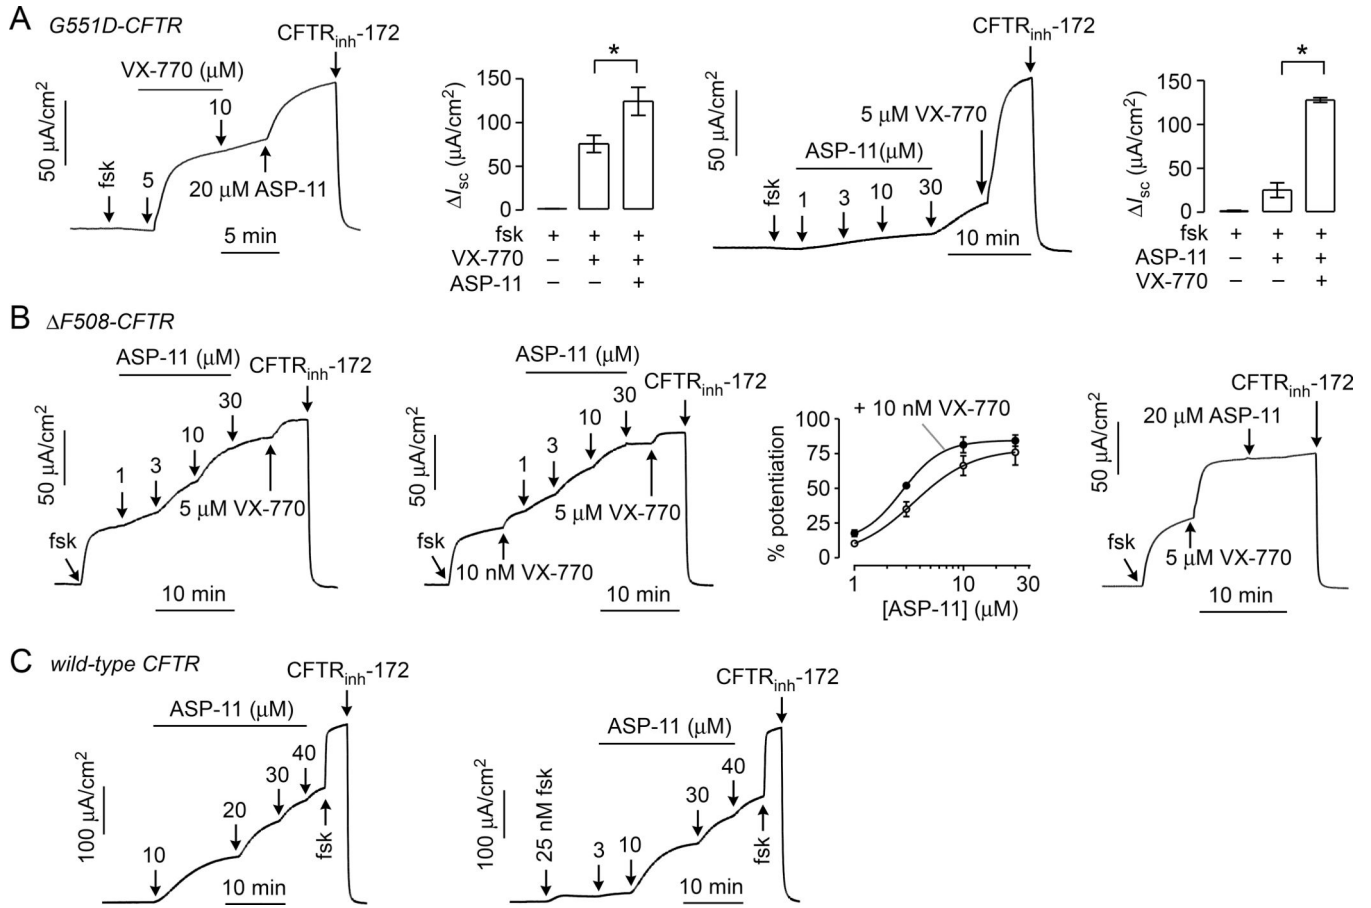 A G551D-CFTR
CFTRinh-172
VX-770 (μM)
10
50 μA/cm2
fsk
5
20 μM ASP-11
5 min
*
150
100
50
0
ΔIsc (μA/cm2)
fsk + + +
VX-770 – + +
ASP-11 – – +
CFTRinh-172
50 μA/cm2
5 μM VX-770
ASP-11(μM)
fsk
1
3
10
30
10 min
*
150
100
50
0
ΔIsc (μA/cm2)
fsk + + +
ASP-11 – + +
VX-770 – – +
B ΔF508-CFTR
ASP-11 (μM)
CFTRinh-172
50 μA/cm2
1
3
10
30
5 μM VX-770
fsk
10 min
ASP-11 (μM)
CFTRinh-172
50 μA/cm2
1
3
10
30
5 μM VX-770
fsk
10 nM VX-770
10 min
+ 10 nM VX-770
100
75
50
25
0
% potentiation
1
10
30
[ASP-11] (μM)
CFTRinh-172
20 μM ASP-11
50 μA/cm2
fsk
5 μM VX-770
10 min
C wild-type CFTR
CFTRinh-172
ASP-11 (μM)
100 μA/cm2
10
20
30
40
fsk
10 min
CFTRinh-172
ASP-11 (μM)
100 μA/cm2
25 nM fsk
3
10
30
40
fsk
10 min